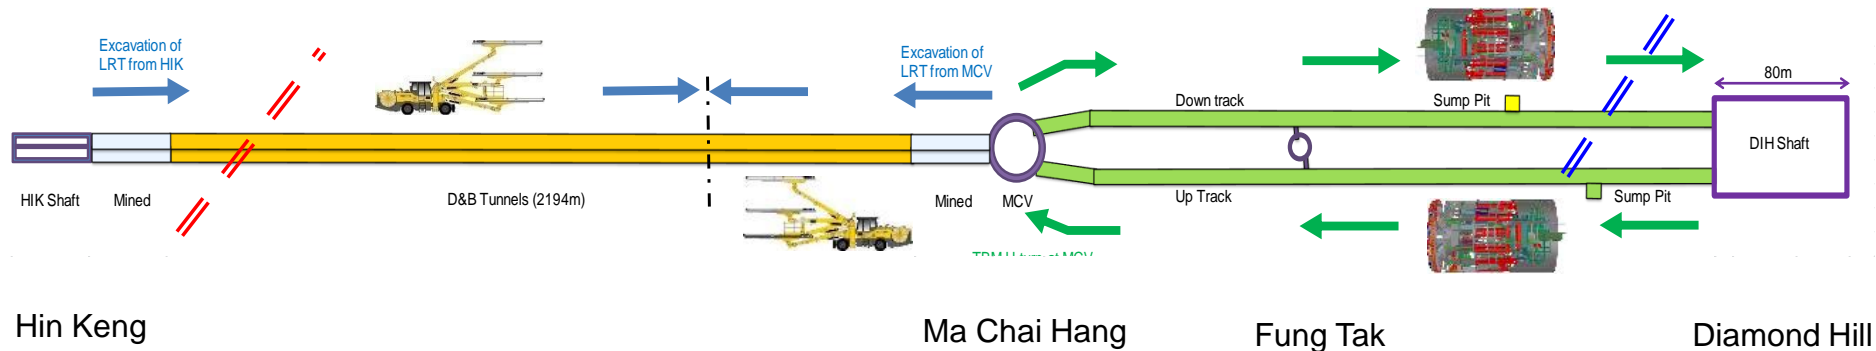 Excavation of
LRT from HIK
Excavation of
LRT from MCV
80m
Down track
Sump Pit
DIH Shaft
HIK Shaft
Mined
D&B Tunnels (2194m)
Mined
MCV
Up Track
Sump Pit
Hin Keng
Ma Chai Hang
Fung Tak
Diamond Hill